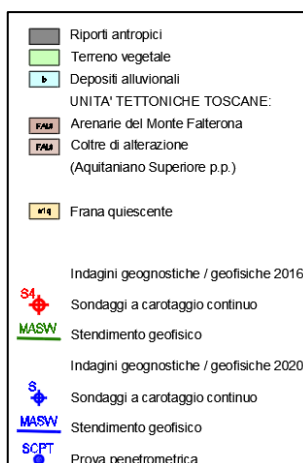 Riporti antropici
Terreno vegetale
b Depositi alluvionali
UNITA' TETTONICHE TOSCANE:
Arenarie del Monte Falterona
Coltre di alterazione
(Aquitaniano Superiore p.p.)
Frana quiescente
Indagini geognostiche / geofisiche 2016
S4
Sondaggi a carotaggio continuo
MASW Stendimento geofisico
Indagini geognostiche / geofisiche 2020
S
Sondaggi a carotaggio continuo
MASW Stendimento geofisico
SCPT
Prova penetrometrica